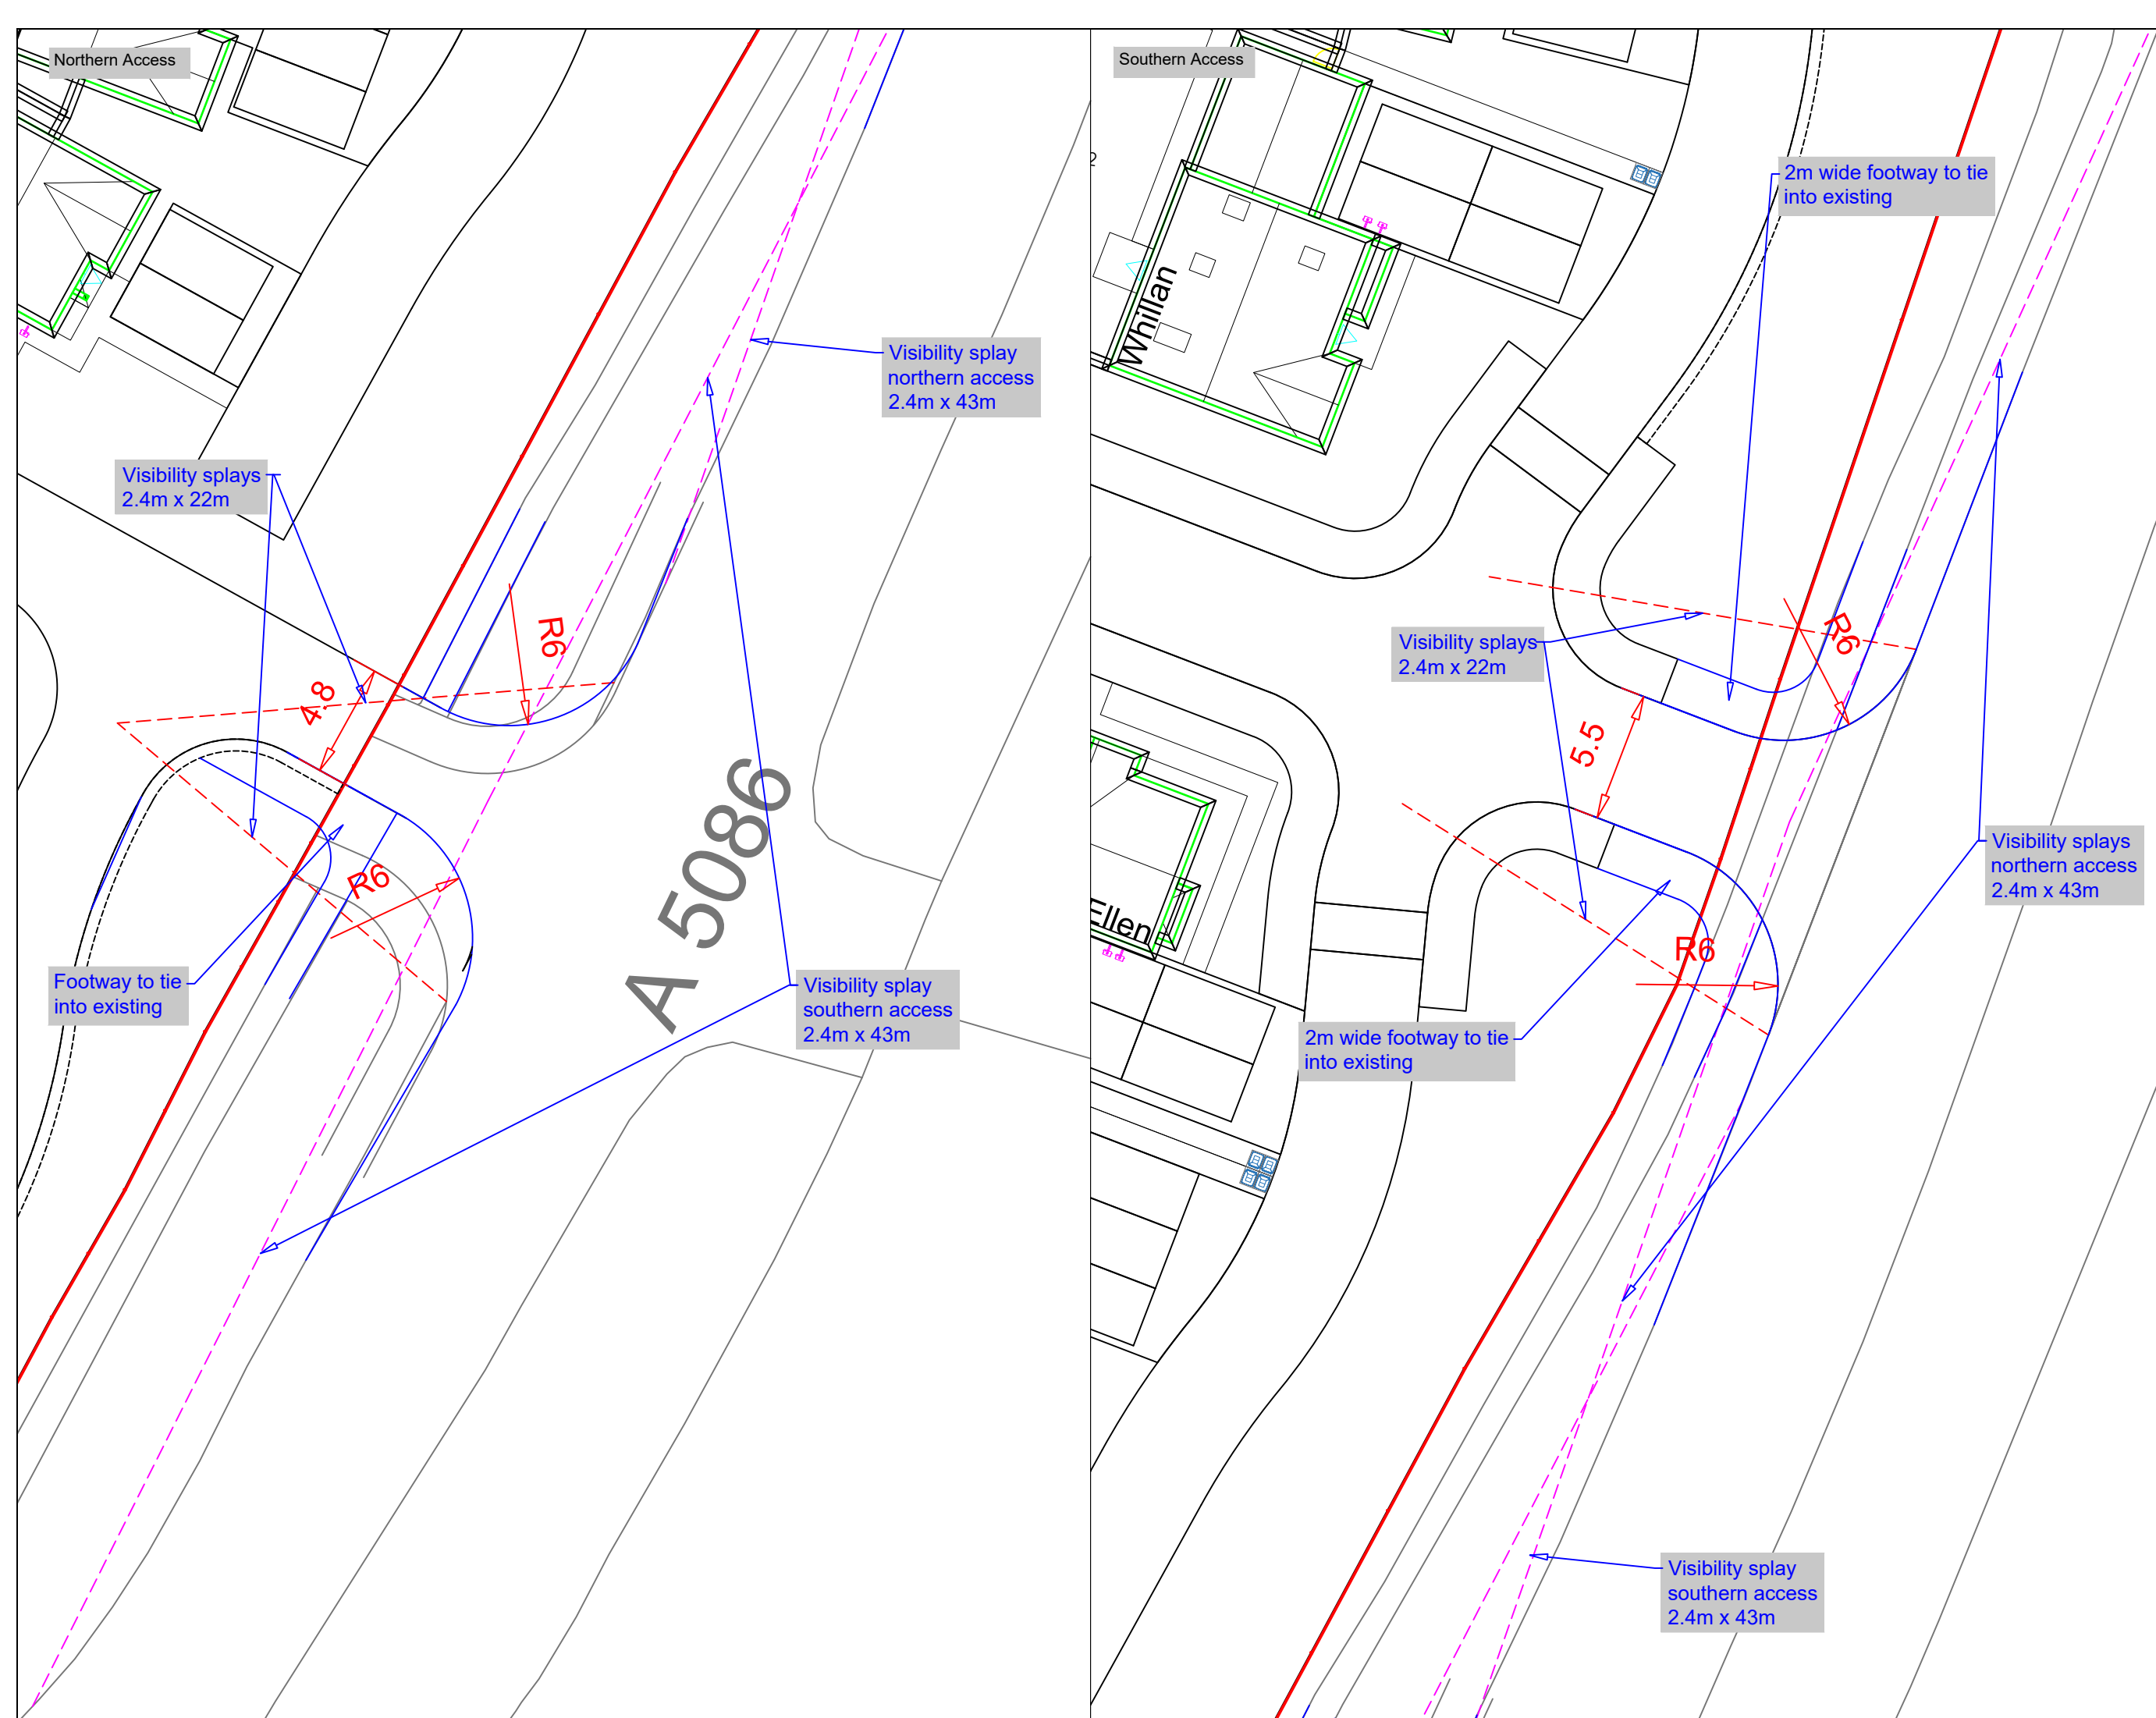 Northern Access
Visibility splay
northern access
2.4m x 43m
Visibility splays
2.4m x 22m
R6
4.8
R6
A 5086
Footway to tie
into existing
Visibility splay
southern access
2.4m x 43m
Southern Access
2
2m wide footway to tie
into existing
Whillan
R6
Visibility splays
2.4m x 22m
5.5
Visibility splays
northern access
2.4m x 43m
Ellen
R6
2m wide footway to tie
into existing
Visibility splay
southern access
2.4m x 43m